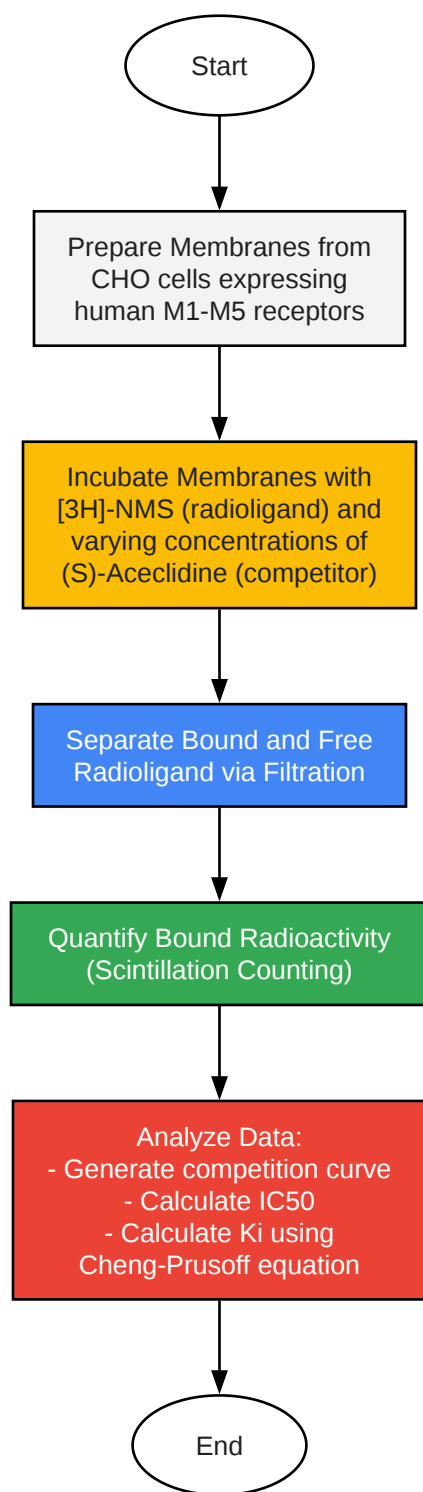 Start
Prepare Membranes from
CHO cells expressing
human M1-M5 receptors
Incubate Membranes with
[3H]-NMS (radioligand) and
varying concentrations of
(S)-Aceclidine (competitor)
Separate Bound and Free
Radioligand via Filtration
Quantify Bound Radioactivity
(Scintillation Counting)
Analyze Data:
- Generate competition curve
- Calculate IC50
- Calculate Ki using
Cheng-Prusoff equation
End